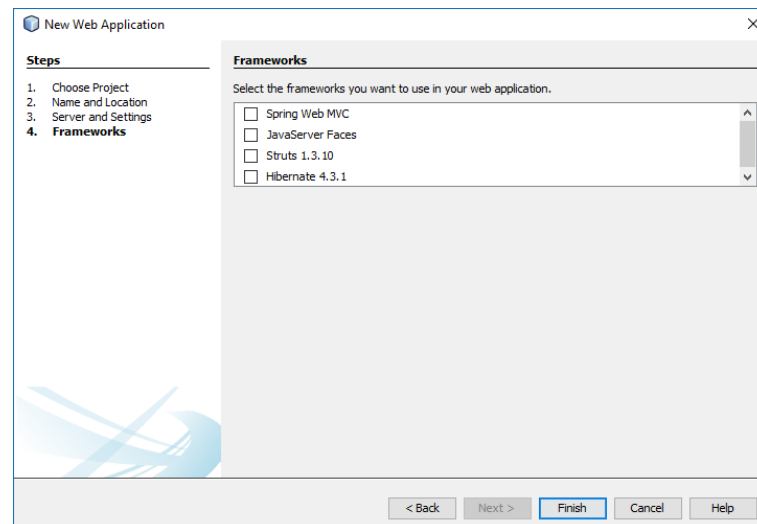 New Web Application
Steps
1. Choose Project
2. Name and Location
3. Server and Settings
4. Frameworks
Frameworks
Select the frameworks you want to use in your web application.
Spring Web MVC
JavaServer Faces
Struts 1.3.10
Hibernate 4.3.1
< Back Next > Finish Cancel Help